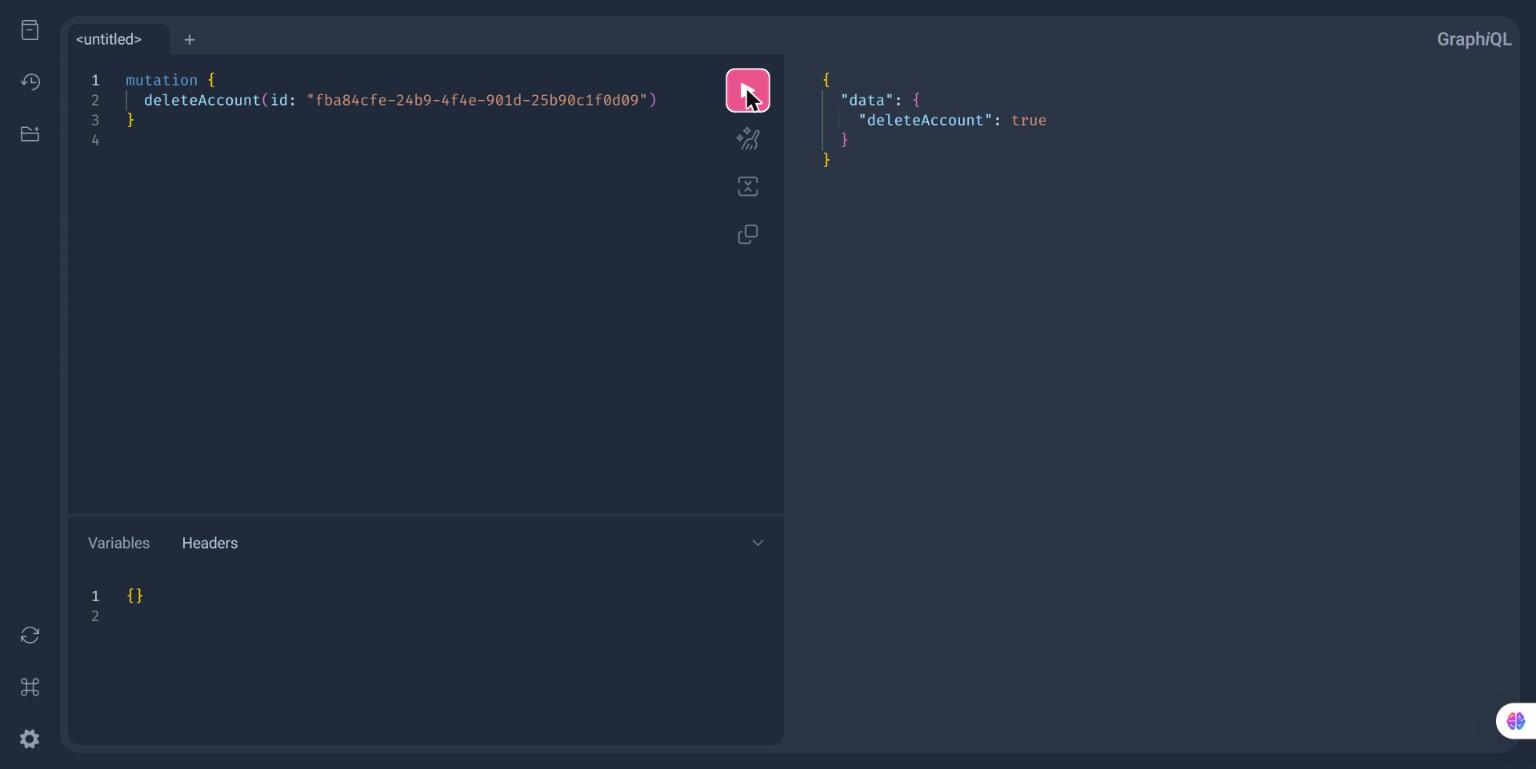 <untitled> +
GraphiQL
1 mutation {
2 deleteAccount(id: "fba84cfe-24b9-4f4e-901d-25b90c1f0d09")
3 }
4
{
"data": {
"deleteAccount": true
}
}
Variables Headers
1 {}
2